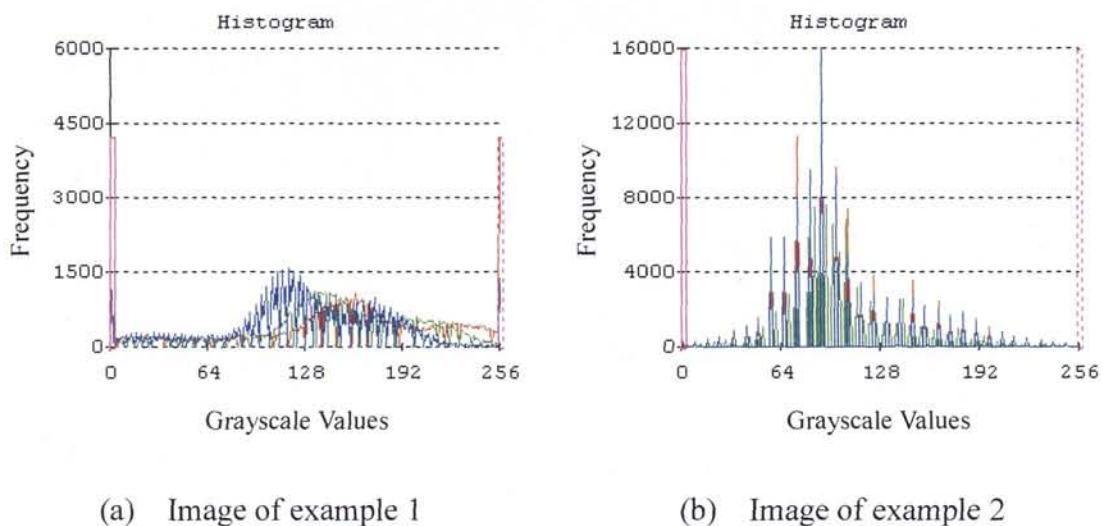 Histogram
6000
4500
3000
1500
0
Frequency
0 64 128 192 256
Grayscale Values
(a) Image of example 1
Histogram
16000
12000
8000
4000
0
Frequency
0 64 128 192 256
Grayscale Values
(b) Image of example 2